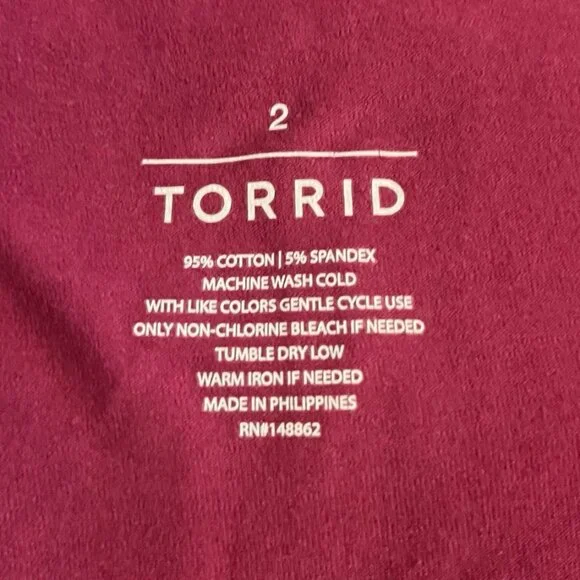 2
TORRID
95% COTTON | 5% SPANDEX
MACHINE WASH COLD
WITH LIKE COLORS GENTLE CYCLE USE
ONLY NON-CHLORINE BLEACH IF NEEDED
TUMBLE DRY LOW
WARM IRON IF NEEDED
MADE IN PHILIPPINES
RN#148862